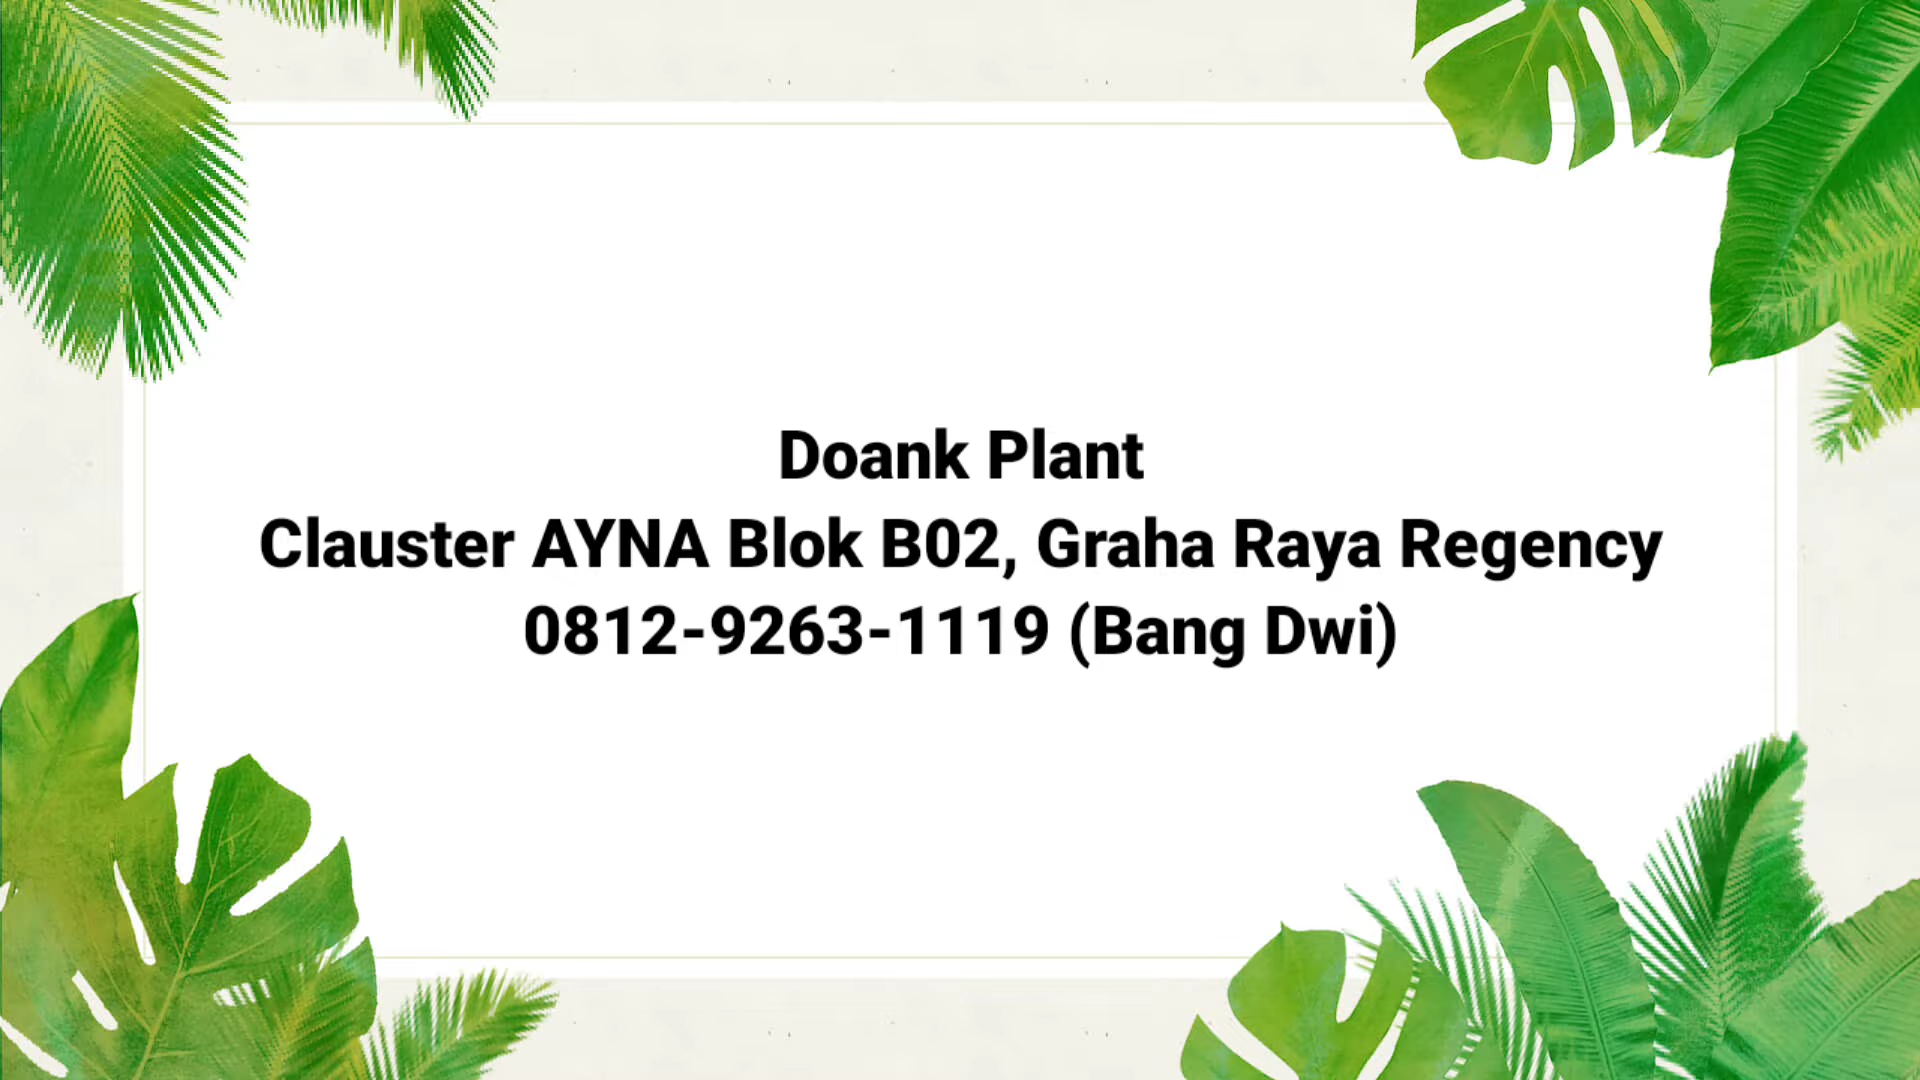 Doank Plant
Clauster AYNA Blok B02, Graha Raya Regency
0812-9263-1119 (Bang Dwi)